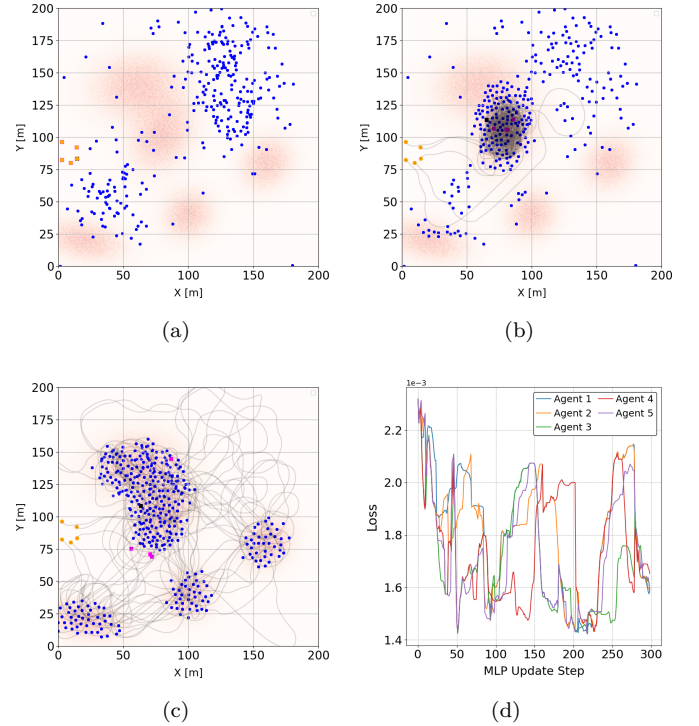 200
175
150
125
100
75
50
25
0
Y [m]
0 50 100 150 200
X [m]
(a)
200
175
150
125
100
75
50
25
0
Y [m]
0 50 100 150 200
X [m]
(b)
200
175
150
125
100
75
50
25
0
Y [m]
0 50 100 150 200
X [m]
(c)
1e−3
Agent 1 Agent 4
Agent 2 Agent 5
Agent 3
2.2
2.0
1.8
1.6
1.4
Loss
0 50 100 150 200 250 300
MLP Update Step
(d)